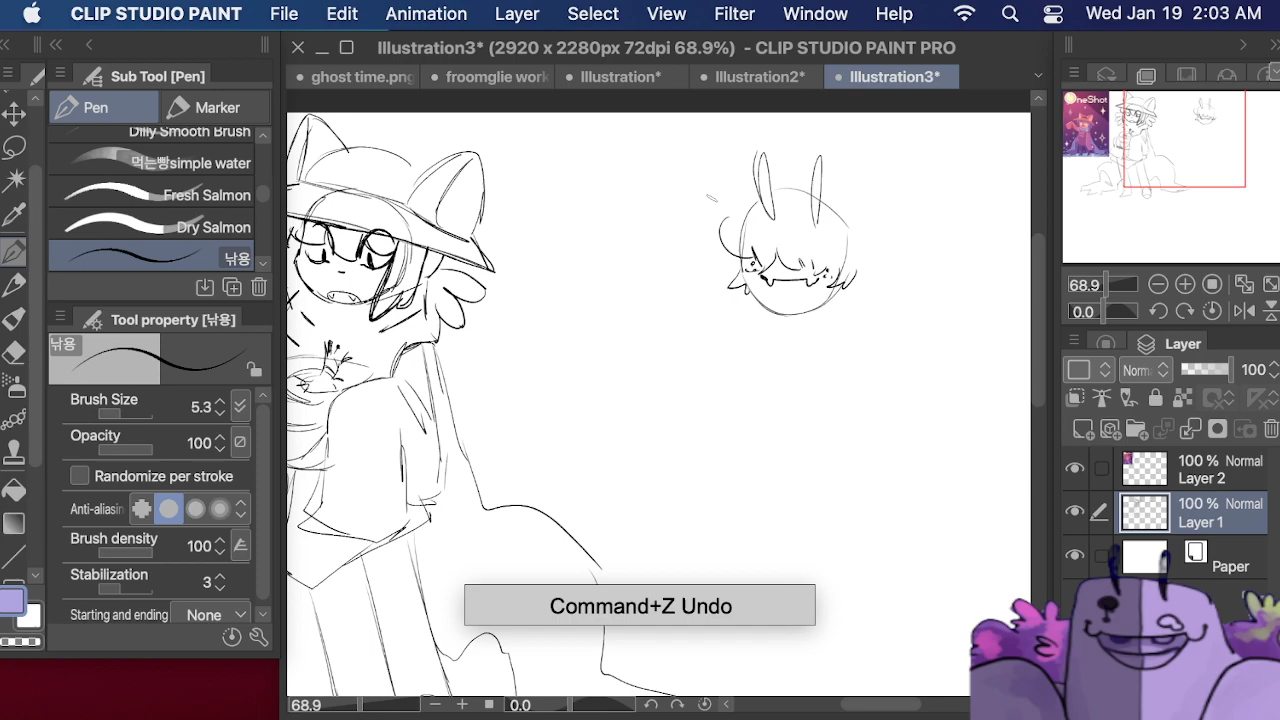 CLIP STUDIO PAINT File Edit Animation Layer Select View Filter Window Help Wed Jan 19 2:03 AM
Illustration3* (2920 x 2280px 72dpi 68.9%) - CLIP STUDIO PAINT PRO
Sub Tool [Pen]
ghost time.png froomglie work Illustration* Illustration2* Illustration3*
Pen Marker
Dilly Smooth Brush
먹는빵simple water
Fresh Salmon
Dry Salmon
낚용
Tool property [낚용]
낚용
Brush Size 5.3
Opacity 100
Randomize per stroke
Anti-aliasin
Brush density 100
Stabilization 3
Starting and ending None
OneShot
68.9
0.0
Layer
Norm 100
100 % Normal
Layer 2
100 % Normal
Layer 1
Paper
Command+Z Undo
68.9 0.0